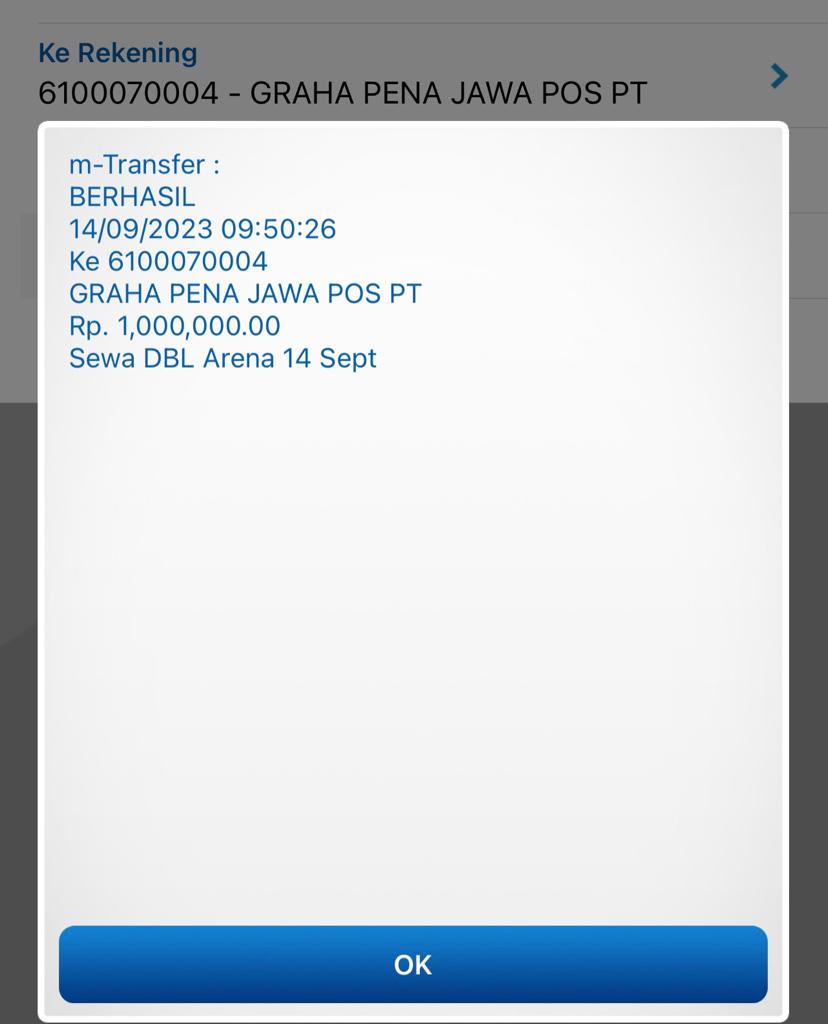 Ke Rekening
6100070004 - GRAHA PENA JAWA POS PT
m-Transfer :
BERHASIL
14/09/2023 09:50:26
Ke 6100070004
GRAHA PENA JAWA POS PT
Rp. 1,000,000.00
Sewa DBL Arena 14 Sept
OK